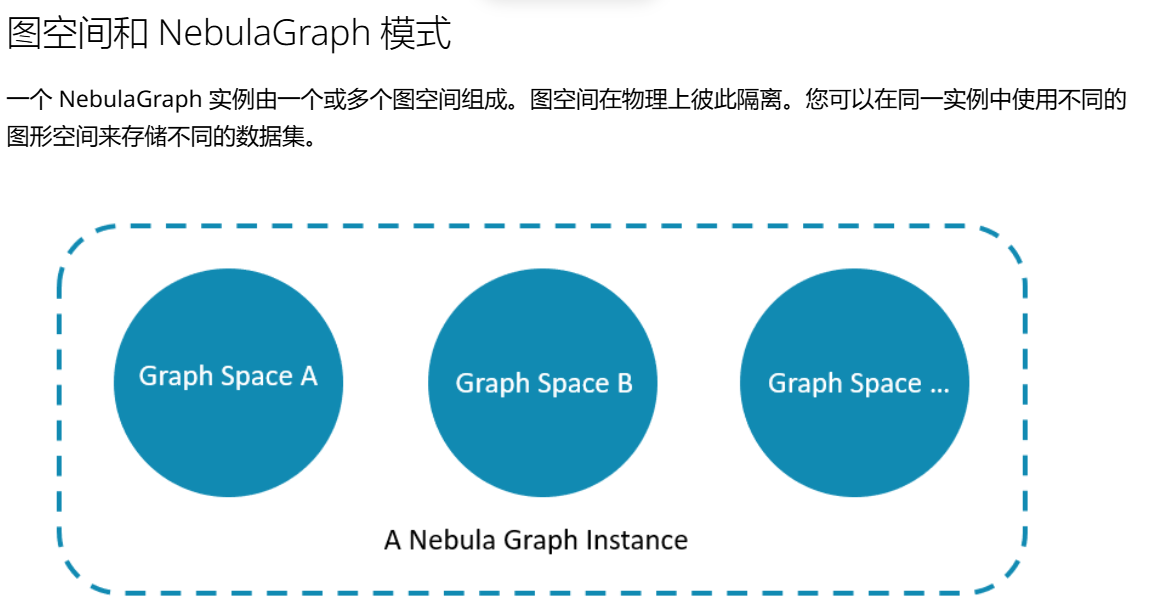 图空间和 NebulaGraph 模式
一个 NebulaGraph 实例由一个或多个图空间组成。图空间在物理上彼此隔离。您可以在同一实例中使用不同的
图形空间来存储不同的数据集。
Graph Space A
Graph Space B
Graph Space ...
A Nebula Graph Instance